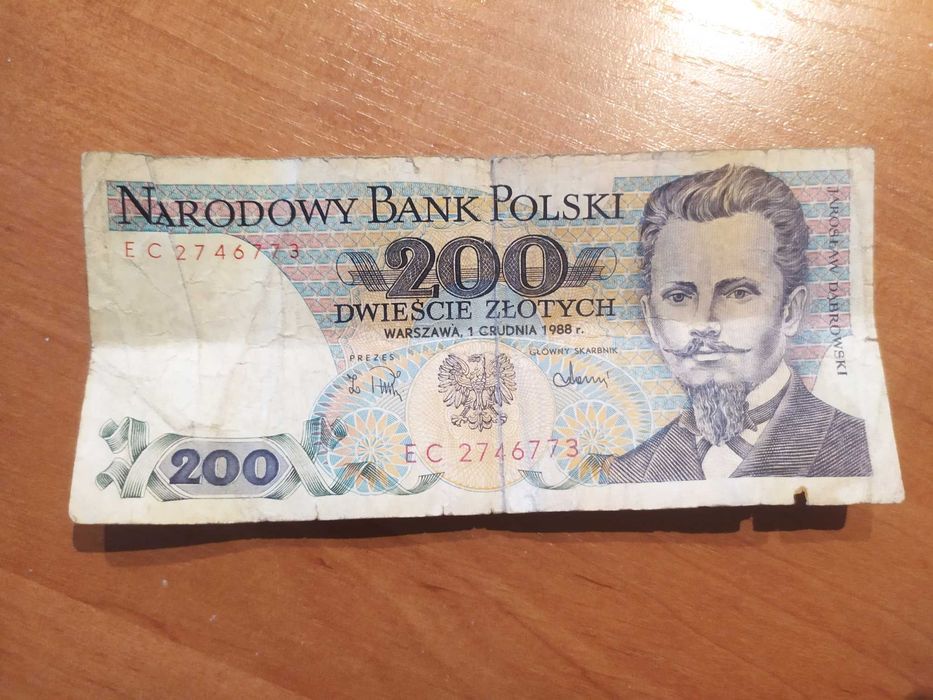 NARODOWY BANK POLSKI
EC 2746773
200
DWIEŚCIE ZŁOTYCH
WARSZAWA, 1 GRUDNIA 1988 r.
PREZES
GŁÓWNY SKARBNIK
EC 2746773
200
JAROSŁAW DĄBROWSKI